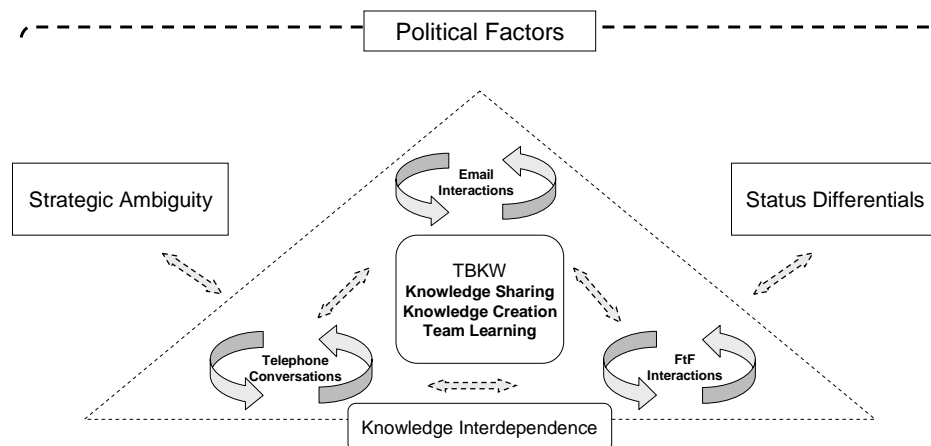 Political Factors
Strategic Ambiguity
Email
Interactions
Status Differentials
TBKW
Knowledge Sharing
Knowledge Creation
Team Learning
Telephone
Conversations
FtF
Interactions
Knowledge Interdependence